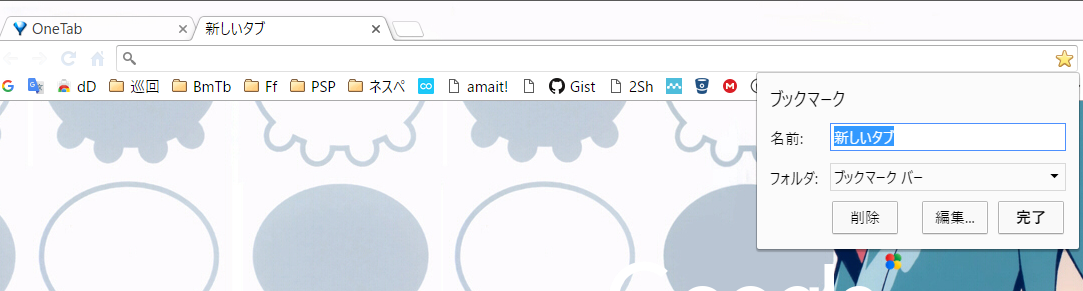 OneTab
新しいタブ
dD 巡回 BmTb Ff PSP ネスペ amait! Gist 2Sh
ブックマーク
名前: 新しいタブ
フォルダ: ブックマーク バー
削除 編集... 完了